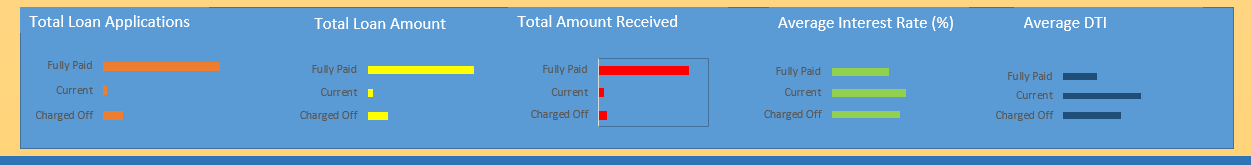 Total Loan Applications
Fully Paid
Current
Charged Off
Total Loan Amount
Fully Paid
Current
Charged Off
Total Amount Received
Fully Paid
Current
Charged Off
Average Interest Rate (%)
Fully Paid
Current
Charged Off
Average DTI
Fully Paid
Current
Charged Off